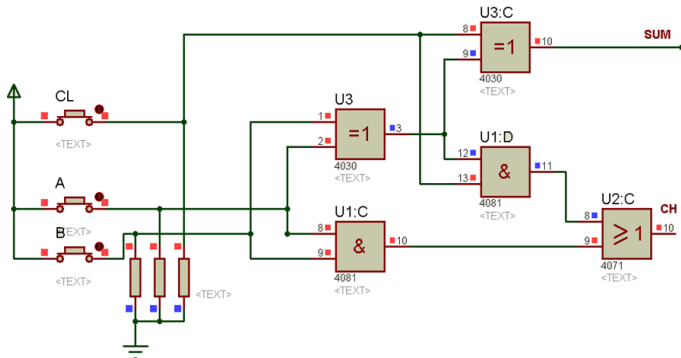 U3:C
8
=1
10
SUM
9
4030
<TEXT>
CL
<TEXT>
U3
1
=1
3
2
4030
<TEXT>
U1:D
12
&
11
13
4081
<TEXT>
A
<TEXT>
B
<TEXT>
U1:C
8
&
10
9
4081
<TEXT>
U2:C
8
≥1
10
CH
9
4071
<TEXT>
<TEXT>